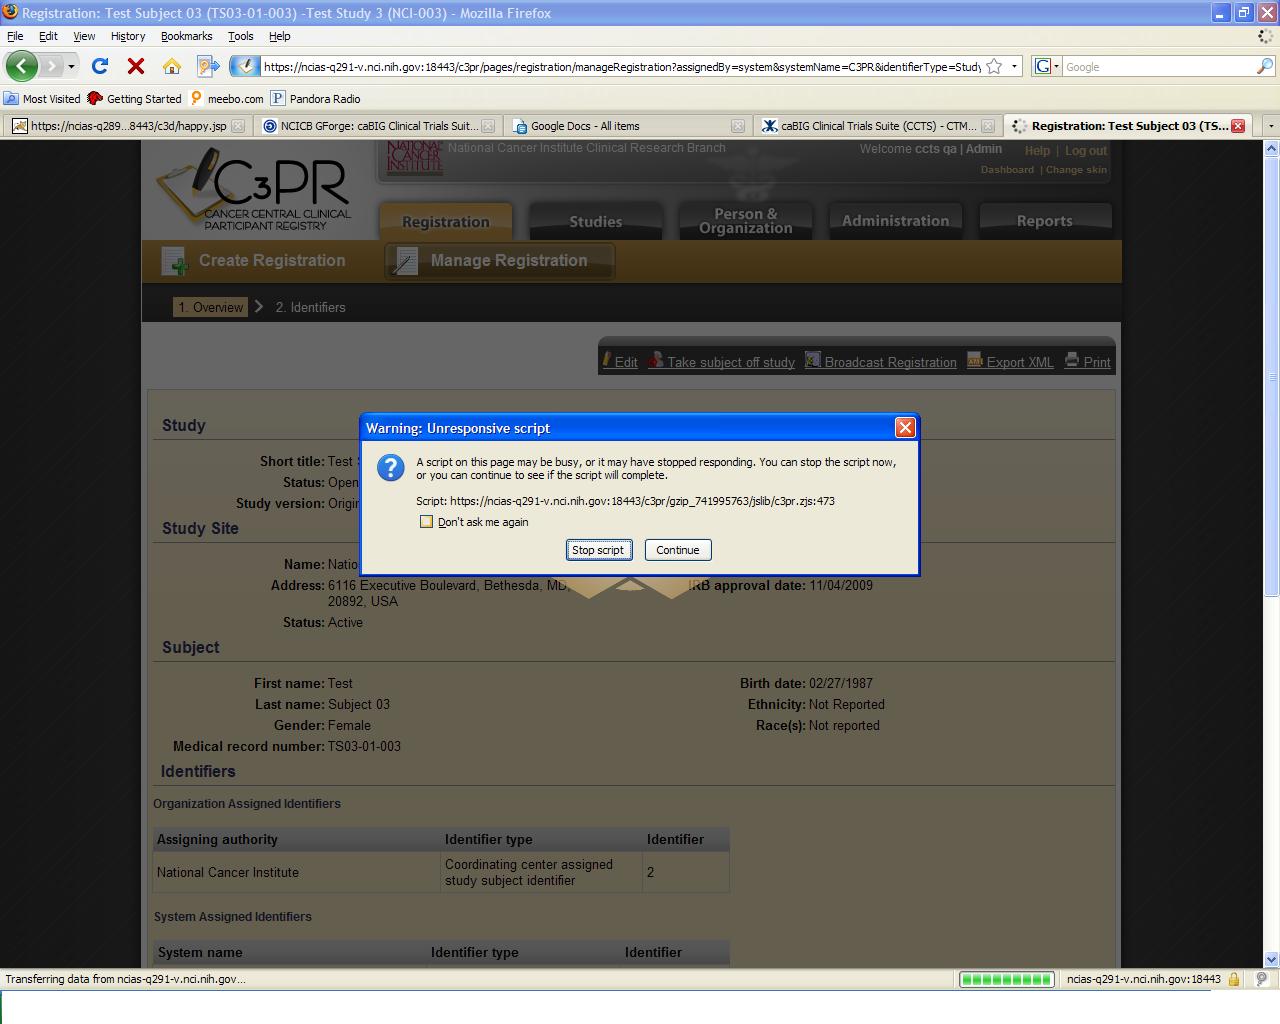 Registration: Test Subject 03 (TS03-01-003) -Test Study 3 (NCI-003) - Mozilla Firefox
File Edit View History Bookmarks Tools Help
https://ncias-q291-v.nci.nih.gov:18443/c3pr/pages/registration/manageRegistration?assignedBy=system&systemName=C3PR&identifierType=Study
G Google
Most Visited Getting Started meebo.com P Pandora Radio
https://ncias-q289...8443/c3d/happy.jsp NCICB GForge: caBIG Clinical Trials Suit... Google Docs - All items caBIG Clinical Trials Suite (CCTS) - CTM... Registration: Test Subject 03 (TS...
C3PR
CANCER CENTRAL CLINICAL
PARTICIPANT REGISTRY
NATIONAL
CANCER
INSTITUTE
National Cancer Institute Clinical Research Branch
Welcome ccts qa | Admin Help | Log out
Dashboard | Change skin
Registration Studies Person & Organization Administration Reports
Create Registration Manage Registration
1. Overview 2. Identifiers
Edit Take subject off study Broadcast Registration Export XML Print
Study
Short title: Test
Status: Open
Study version: Origin
Study Site
Name: Natio
Address: 6116 Executive Boulevard, Bethesda, MD, IRB approval date: 11/04/2009
20892, USA
Status: Active
Warning: Unresponsive script
A script on this page may be busy, or it may have stopped responding. You can stop the script now,
or you can continue to see if the script will complete.
Script: https://ncias-q291-v.nci.nih.gov:18443/c3pr/gzip_741995763/jslib/c3pr.zjs:473
Don't ask me again
Stop script Continue
Subject
First name: Test Birth date: 02/27/1987
Last name: Subject 03 Ethnicity: Not Reported
Gender: Female Race(s): Not reported
Medical record number: TS03-01-003
Identifiers
Organization Assigned Identifiers
Assigning authority Identifier type Identifier
National Cancer Institute Coordinating center assigned study subject identifier 2
System Assigned Identifiers
System name Identifier type Identifier
Transferring data from ncias-q291-v.nci.nih.gov... ncias-q291-v.nci.nih.gov:18443